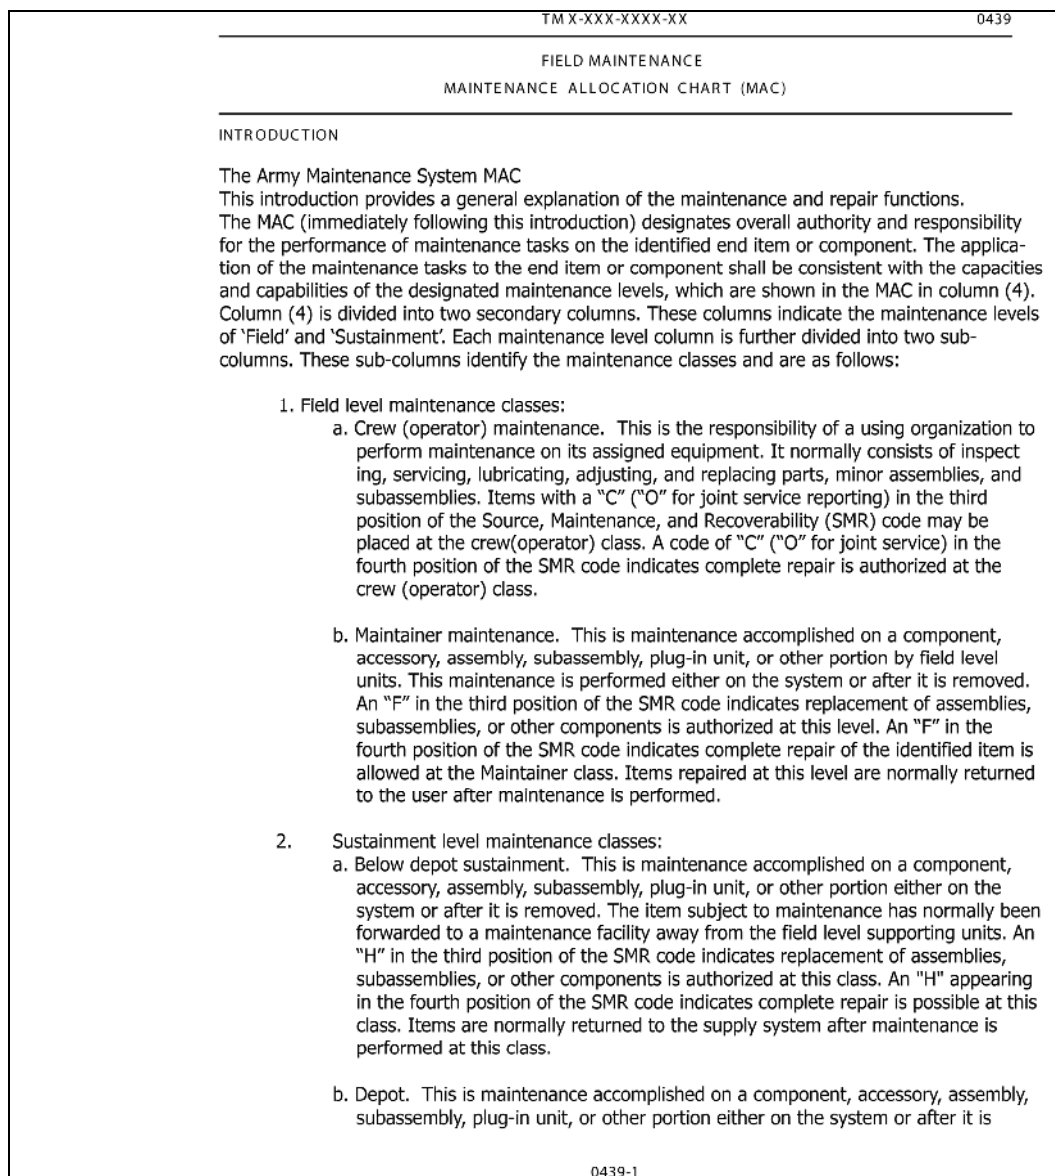 TM X-XXX-XXXX-XX 0439
FIELD MAINTENANCE
MAINTENANCE ALLOCATION CHART (MAC)
INTRODUCTION
The Army Maintenance System MAC
This introduction provides a general explanation of the maintenance and repair functions.
The MAC (immediately following this introduction) designates overall authority and responsibility
for the performance of maintenance tasks on the identified end item or component. The applica-
tion of the maintenance tasks to the end item or component shall be consistent with the capacities
and capabilities of the designated maintenance levels, which are shown in the MAC in column (4).
Column (4) is divided into two secondary columns. These columns indicate the maintenance levels
of ‘Field’ and ‘Sustainment’. Each maintenance level column is further divided into two sub-
columns. These sub-columns identify the maintenance classes and are as follows:
1. Field level maintenance classes:
a. Crew (operator) maintenance. This is the responsibility of a using organization to
perform maintenance on its assigned equipment. It normally consists of inspect
ing, servicing, lubricating, adjusting, and replacing parts, minor assemblies, and
subassemblies. Items with a “C” (“O” for joint service reporting) in the third
position of the Source, Maintenance, and Recoverability (SMR) code may be
placed at the crew(operator) class. A code of “C” (“O” for joint service) in the
fourth position of the SMR code indicates complete repair is authorized at the
crew (operator) class.
b. Maintainer maintenance. This is maintenance accomplished on a component,
accessory, assembly, subassembly, plug-in unit, or other portion by field level
units. This maintenance is performed either on the system or after it is removed.
An “F” in the third position of the SMR code indicates replacement of assemblies,
subassemblies, or other components is authorized at this level. An “F” in the
fourth position of the SMR code indicates complete repair of the identified item is
allowed at the Maintainer class. Items repaired at this level are normally returned
to the user after maintenance is performed.
2. Sustainment level maintenance classes:
a. Below depot sustainment. This is maintenance accomplished on a component,
accessory, assembly, subassembly, plug-in unit, or other portion either on the
system or after it is removed. The item subject to maintenance has normally been
forwarded to a maintenance facility away from the field level supporting units. An
“H” in the third position of the SMR code indicates replacement of assemblies,
subassemblies, or other components is authorized at this class. An "H" appearing
in the fourth position of the SMR code indicates complete repair is possible at this
class. Items are normally returned to the supply system after maintenance is
performed at this class.
b. Depot. This is maintenance accomplished on a component, accessory, assembly,
subassembly, plug-in unit, or other portion either on the system or after it is
0439-1